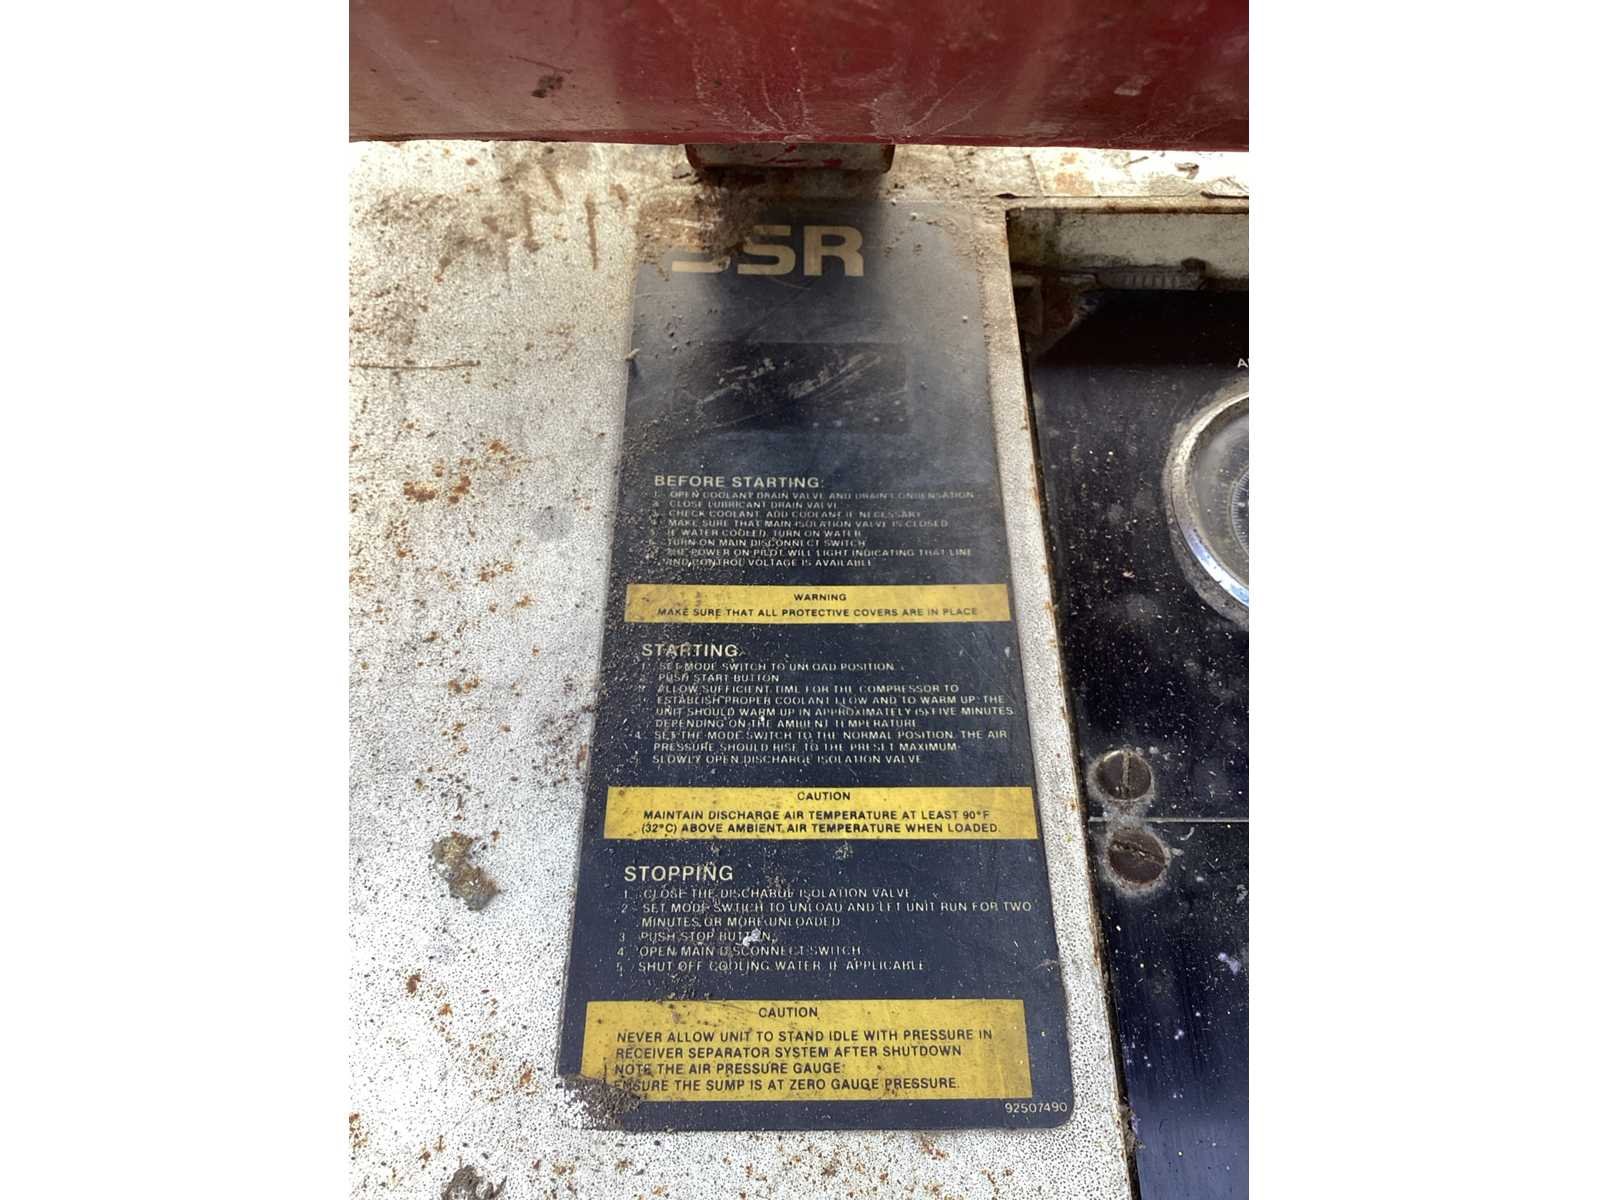 SSR
BEFORE STARTING:
1. OPEN COOLANT DRAIN VALVE AND DRAIN CONDENSATION
2. CLOSE LUBRICANT DRAIN VALVE
3. CHECK COOLANT, ADD COOLANT IF NECESSARY
4. MAKE SURE THAT MAIN ISOLATION VALVE IS CLOSED
5. IF WATER COOLED, TURN ON WATER
6. TURN ON MAIN DISCONNECT SWITCH
THE POWER ON PILOT WILL LIGHT INDICATING THAT LINE
AND CONTROL VOLTAGE IS AVAILABLE
WARNING
MAKE SURE THAT ALL PROTECTIVE COVERS ARE IN PLACE
STARTING
1. SET MODE SWITCH TO UNLOAD POSITION
2. PUSH START BUTTON
3. ALLOW SUFFICIENT TIME FOR THE COMPRESSOR TO
ESTABLISH PROPER COOLANT FLOW AND TO WARM UP: THE
UNIT SHOULD WARM UP IN APPROXIMATELY (5) FIVE MINUTES
DEPENDING ON THE AMBIENT TEMPERATURE
4. SET THE MODE SWITCH TO THE NORMAL POSITION. THE AIR
PRESSURE SHOULD RISE TO THE PRESET MAXIMUM
5. SLOWLY OPEN DISCHARGE ISOLATION VALVE
CAUTION
MAINTAIN DISCHARGE AIR TEMPERATURE AT LEAST 90°F
(32°C) ABOVE AMBIENT AIR TEMPERATURE WHEN LOADED.
STOPPING
1. CLOSE THE DISCHARGE ISOLATION VALVE
2. SET MODE SWTICH TO UNLOAD AND LET UNIT RUN FOR TWO
MINUTES OR MORE UNLOADED
3. PUSH STOP BUTTON
4. OPEN MAIN DISCONNECT SWITCH
5. SHUT OFF COOLING WATER IF APPLICABLE
CAUTION
NEVER ALLOW UNIT TO STAND IDLE WITH PRESSURE IN
RECEIVER SEPARATOR SYSTEM AFTER SHUTDOWN
NOTE THE AIR PRESSURE GAUGE:
ENSURE THE SUMP IS AT ZERO GAUGE PRESSURE.
92507490